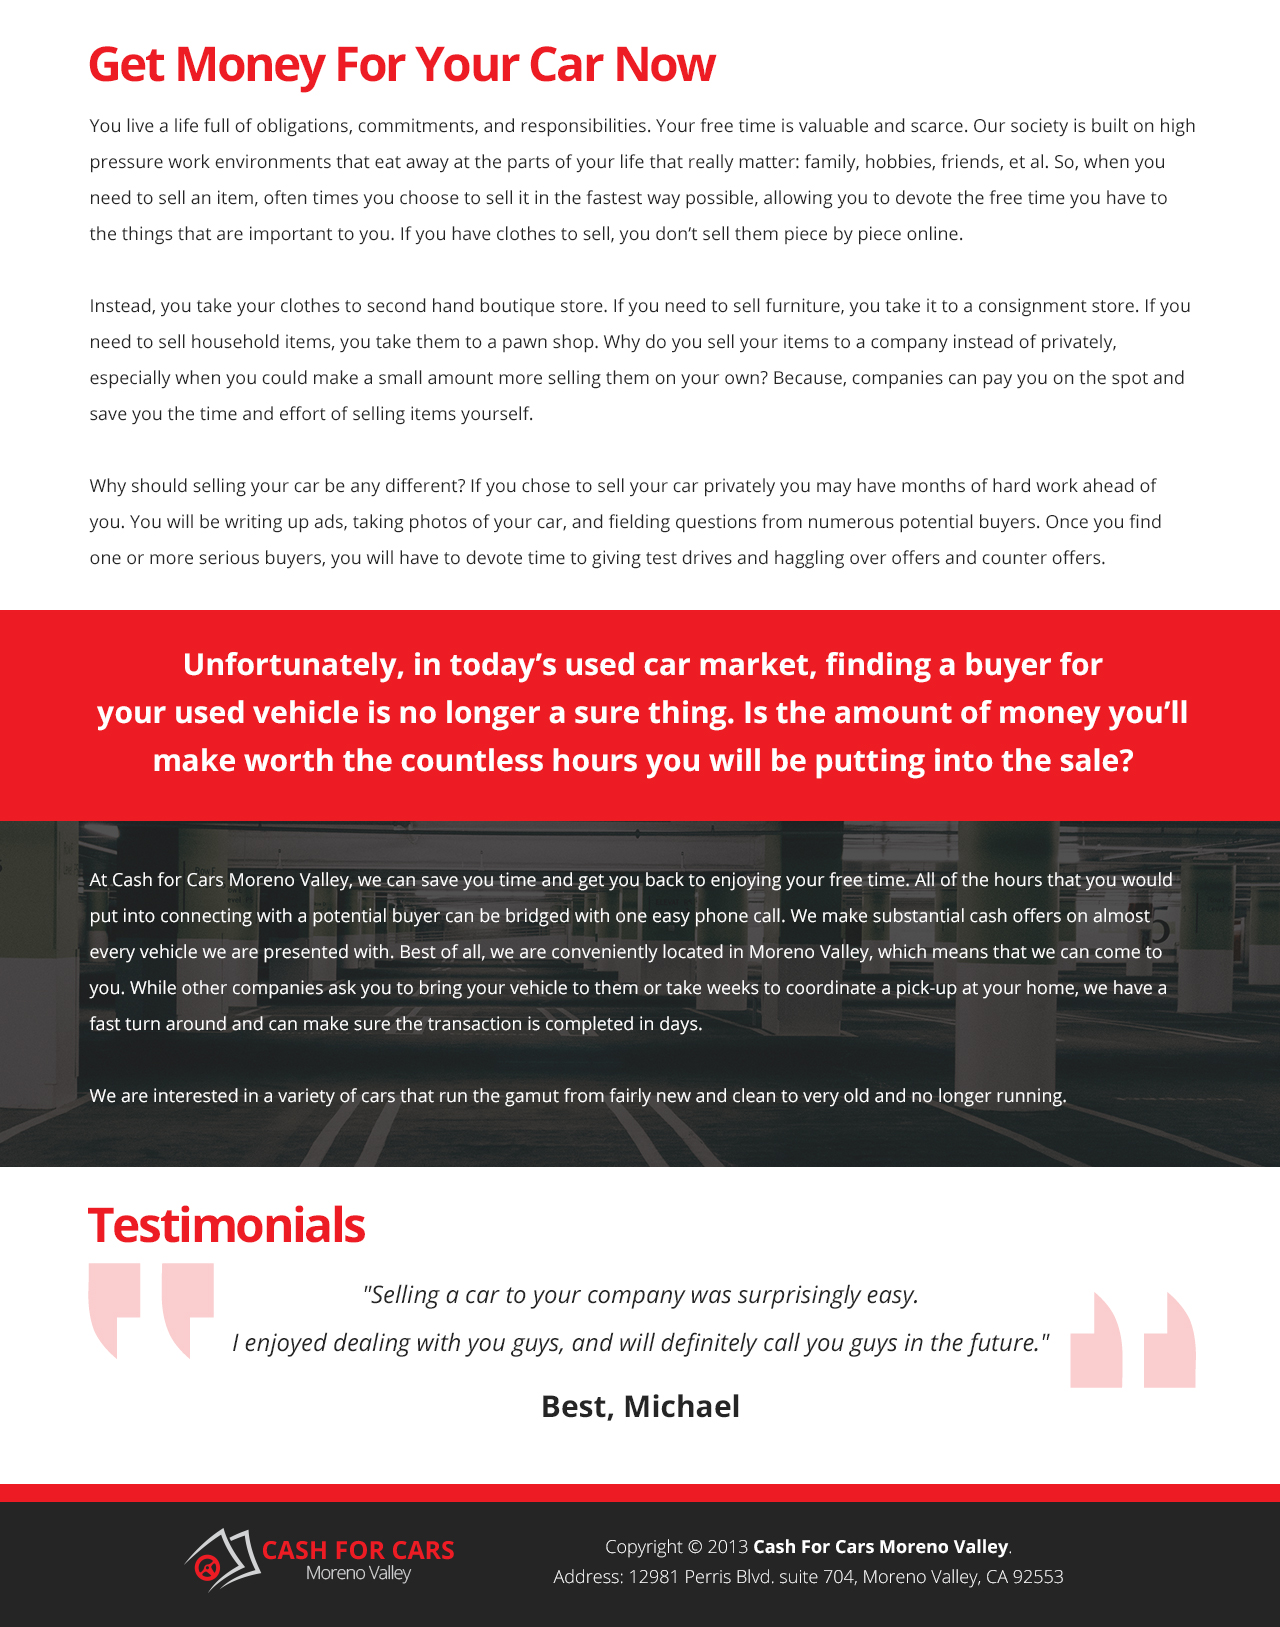 Get Money For Your Car Now
You live a life full of obligations, commitments, and responsibilities. Your free time is valuable and scarce. Our society is built on high
pressure work environments that eat away at the parts of your life that really matter: family, hobbies, friends, et al. So, when you
need to sell an item, often times you choose to sell it in the fastest way possible, allowing you to devote the free time you have to
the things that are important to you. If you have clothes to sell, you don’t sell them piece by piece online.
Instead, you take your clothes to second hand boutique store. If you need to sell furniture, you take it to a consignment store. If you
need to sell household items, you take them to a pawn shop. Why do you sell your items to a company instead of privately,
especially when you could make a small amount more selling them on your own? Because, companies can pay you on the spot and
save you the time and effort of selling items yourself.
Why should selling your car be any different? If you chose to sell your car privately you may have months of hard work ahead of
you. You will be writing up ads, taking photos of your car, and fielding questions from numerous potential buyers. Once you find
one or more serious buyers, you will have to devote time to giving test drives and haggling over offers and counter offers.
Unfortunately, in today’s used car market, finding a buyer for
your used vehicle is no longer a sure thing. Is the amount of money you’ll
make worth the countless hours you will be putting into the sale?
At Cash for Cars Moreno Valley, we can save you time and get you back to enjoying your free time. All of the hours that you would
put into connecting with a potential buyer can be bridged with one easy phone call. We make substantial cash offers on almost
every vehicle we are presented with. Best of all, we are conveniently located in Moreno Valley, which means that we can come to
you. While other companies ask you to bring your vehicle to them or take weeks to coordinate a pick-up at your home, we have a
fast turn around and can make sure the transaction is completed in days.
5
We are interested in a variety of cars that run the gamut from fairly new and clean to very old and no longer running.
Testimonials
"Selling a car to your company was surprisingly easy.
I enjoyed dealing with you guys, and will definitely call you guys in the future."
Best, Michael
CASH FOR CARS
Moreno Valley
Copyright © 2013 Cash For Cars Moreno Valley.
Address: 12981 Perris Blvd. suite 704, Moreno Valley, CA 92553